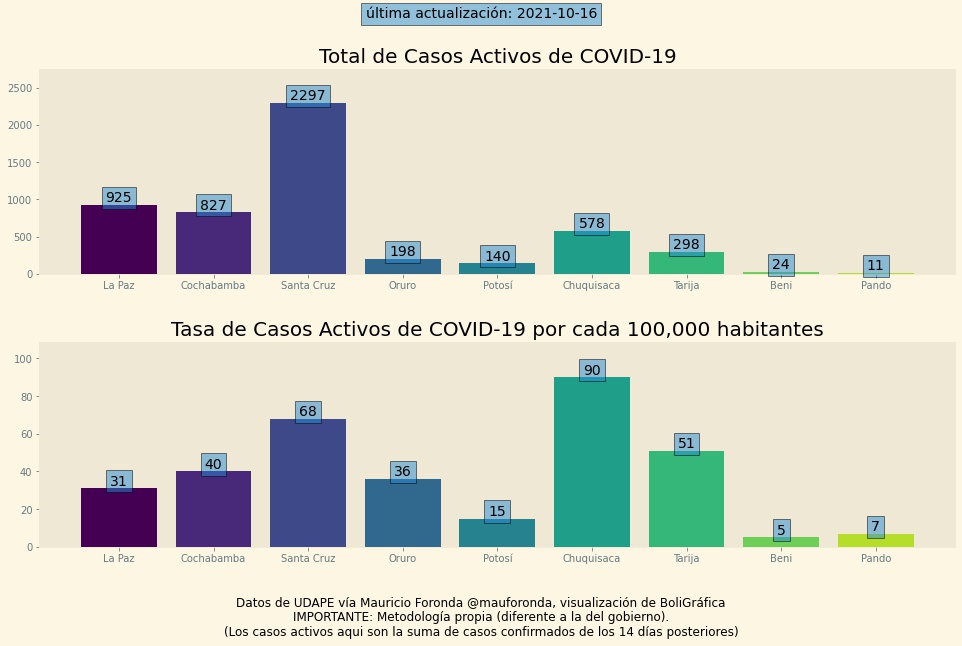 última actualización: 2021-10-16
Total de Casos Activos de COVID-19
2500
2000
1500
1000
500
0
925
827
2297
198
140
578
298
24
11
La Paz
Cochabamba
Santa Cruz
Oruro
Potosí
Chuquisaca
Tarija
Beni
Pando
Tasa de Casos Activos de COVID-19 por cada 100,000 habitantes
100
80
60
40
20
0
31
40
68
36
15
90
51
5
7
La Paz
Cochabamba
Santa Cruz
Oruro
Potosí
Chuquisaca
Tarija
Beni
Pando
Datos de UDAPE vía Mauricio Foronda @mauforonda, visualización de BoliGráfica
IMPORTANTE: Metodología propia (diferente a la del gobierno).
(Los casos activos aqui son la suma de casos confirmados de los 14 días posteriores)